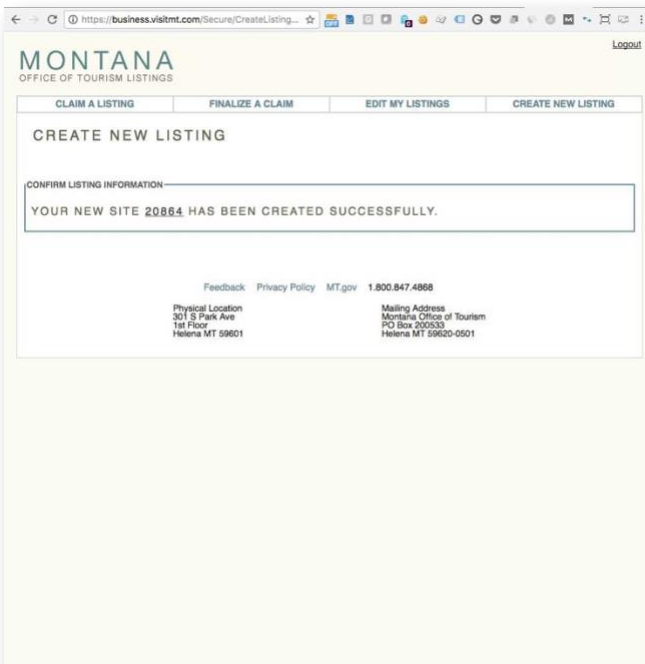 https://business.visitmt.com/Secure/CreateListing...
Logout
MONTANA
OFFICE OF TOURISM LISTINGS
CLAIM A LISTING FINALIZE A CLAIM EDIT MY LISTINGS CREATE NEW LISTING
CREATE NEW LISTING
CONFIRM LISTING INFORMATION
YOUR NEW SITE 20864 HAS BEEN CREATED SUCCESSFULLY.
Feedback Privacy Policy MT.gov 1.800.847.4868
Physical Location
301 S Park Ave
1st Floor
Helena MT 59601
Mailing Address
Montana Office of Tourism
PO Box 200533
Helena MT 59620-0501